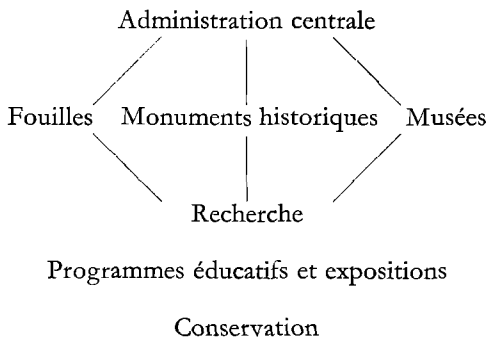 Administration centrale
Fouilles Monuments historiques Musées
Recherche
Programmes éducatifs et expositions
Conservation